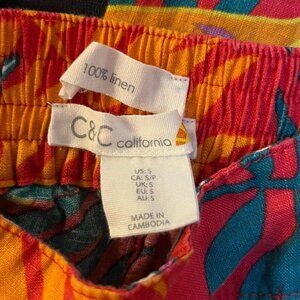 100% linen
C&C california
US: S
CA: S/P
UK: S
EU: S
AU: S
MADE IN
CAMBODIA